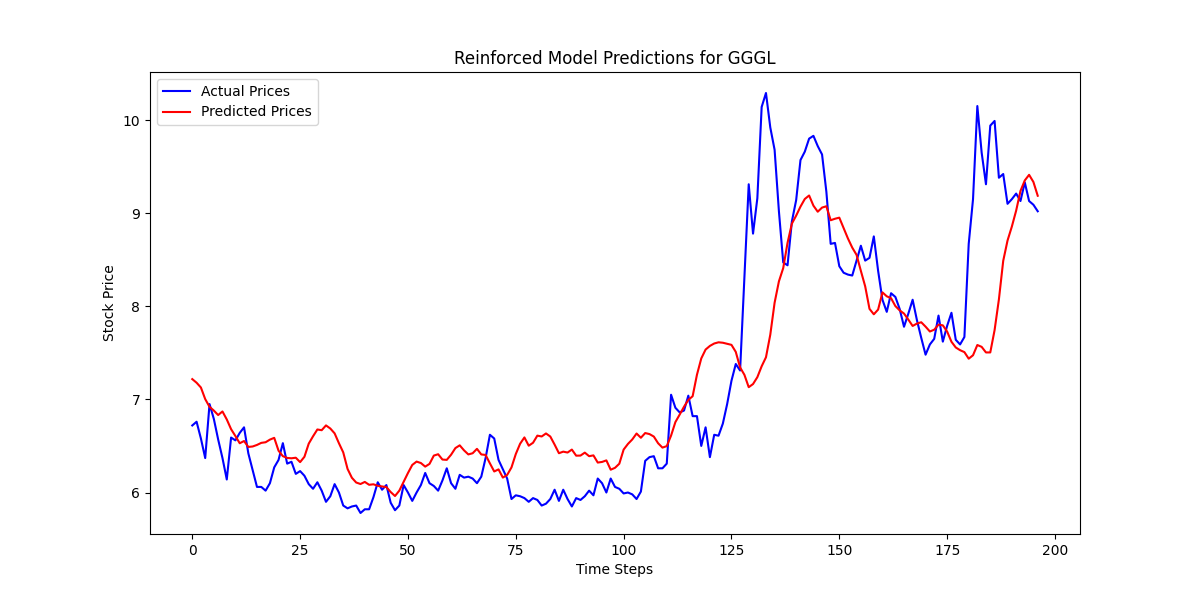 Reinforced Model Predictions for GGGL
Actual Prices
Predicted Prices
Stock Price
10
9
8
7
6
0 25 50 75 100 125 150 175 200
Time Steps